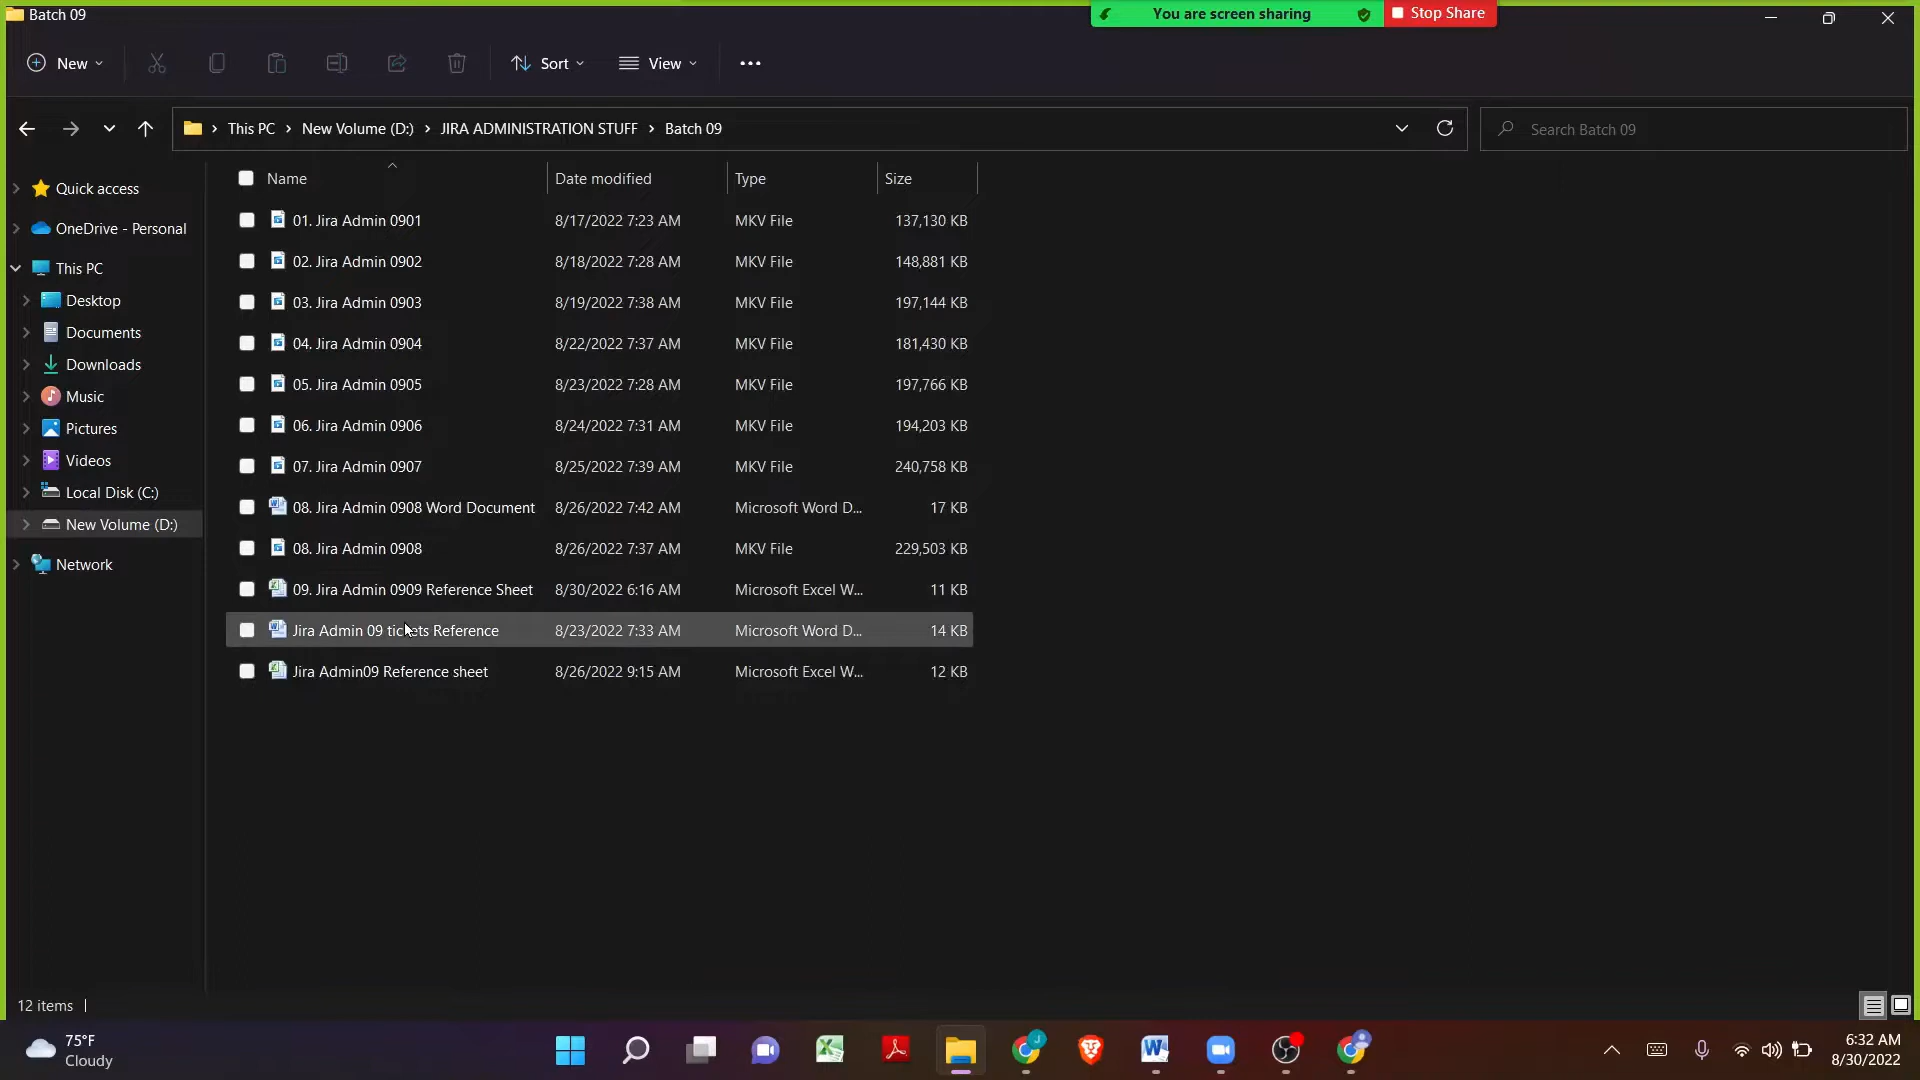 Batch 09
You are screen sharing
Stop Share
New
Sort
View
This PC
New Volume (D:)
JIRA ADMINISTRATION STUFF
Batch 09
Search Batch 09
Name
Date modified
Type
Size
01. Jira Admin 0901 8/17/2022 7:23 AM MKV File 137,130 KB
02. Jira Admin 0902 8/18/2022 7:28 AM MKV File 148,881 KB
03. Jira Admin 0903 8/19/2022 7:38 AM MKV File 197,144 KB
04. Jira Admin 0904 8/22/2022 7:37 AM MKV File 181,430 KB
05. Jira Admin 0905 8/23/2022 7:28 AM MKV File 197,766 KB
06. Jira Admin 0906 8/24/2022 7:31 AM MKV File 194,203 KB
07. Jira Admin 0907 8/25/2022 7:39 AM MKV File 240,758 KB
08. Jira Admin 0908 Word Document 8/26/2022 7:42 AM Microsoft Word D... 17 KB
08. Jira Admin 0908 8/26/2022 7:37 AM MKV File 229,503 KB
09. Jira Admin 0909 Reference Sheet 8/30/2022 6:16 AM Microsoft Excel W... 11 KB
Jira Admin 09 tickets Reference 8/23/2022 7:33 AM Microsoft Word D... 14 KB
Jira Admin09 Reference sheet 8/26/2022 9:15 AM Microsoft Excel W... 12 KB
Quick access
OneDrive - Personal
This PC
Desktop
Documents
Downloads
Music
Pictures
Videos
Local Disk (C:)
New Volume (D:)
Network
12 items
75°F
Cloudy
6:32 AM
8/30/2022